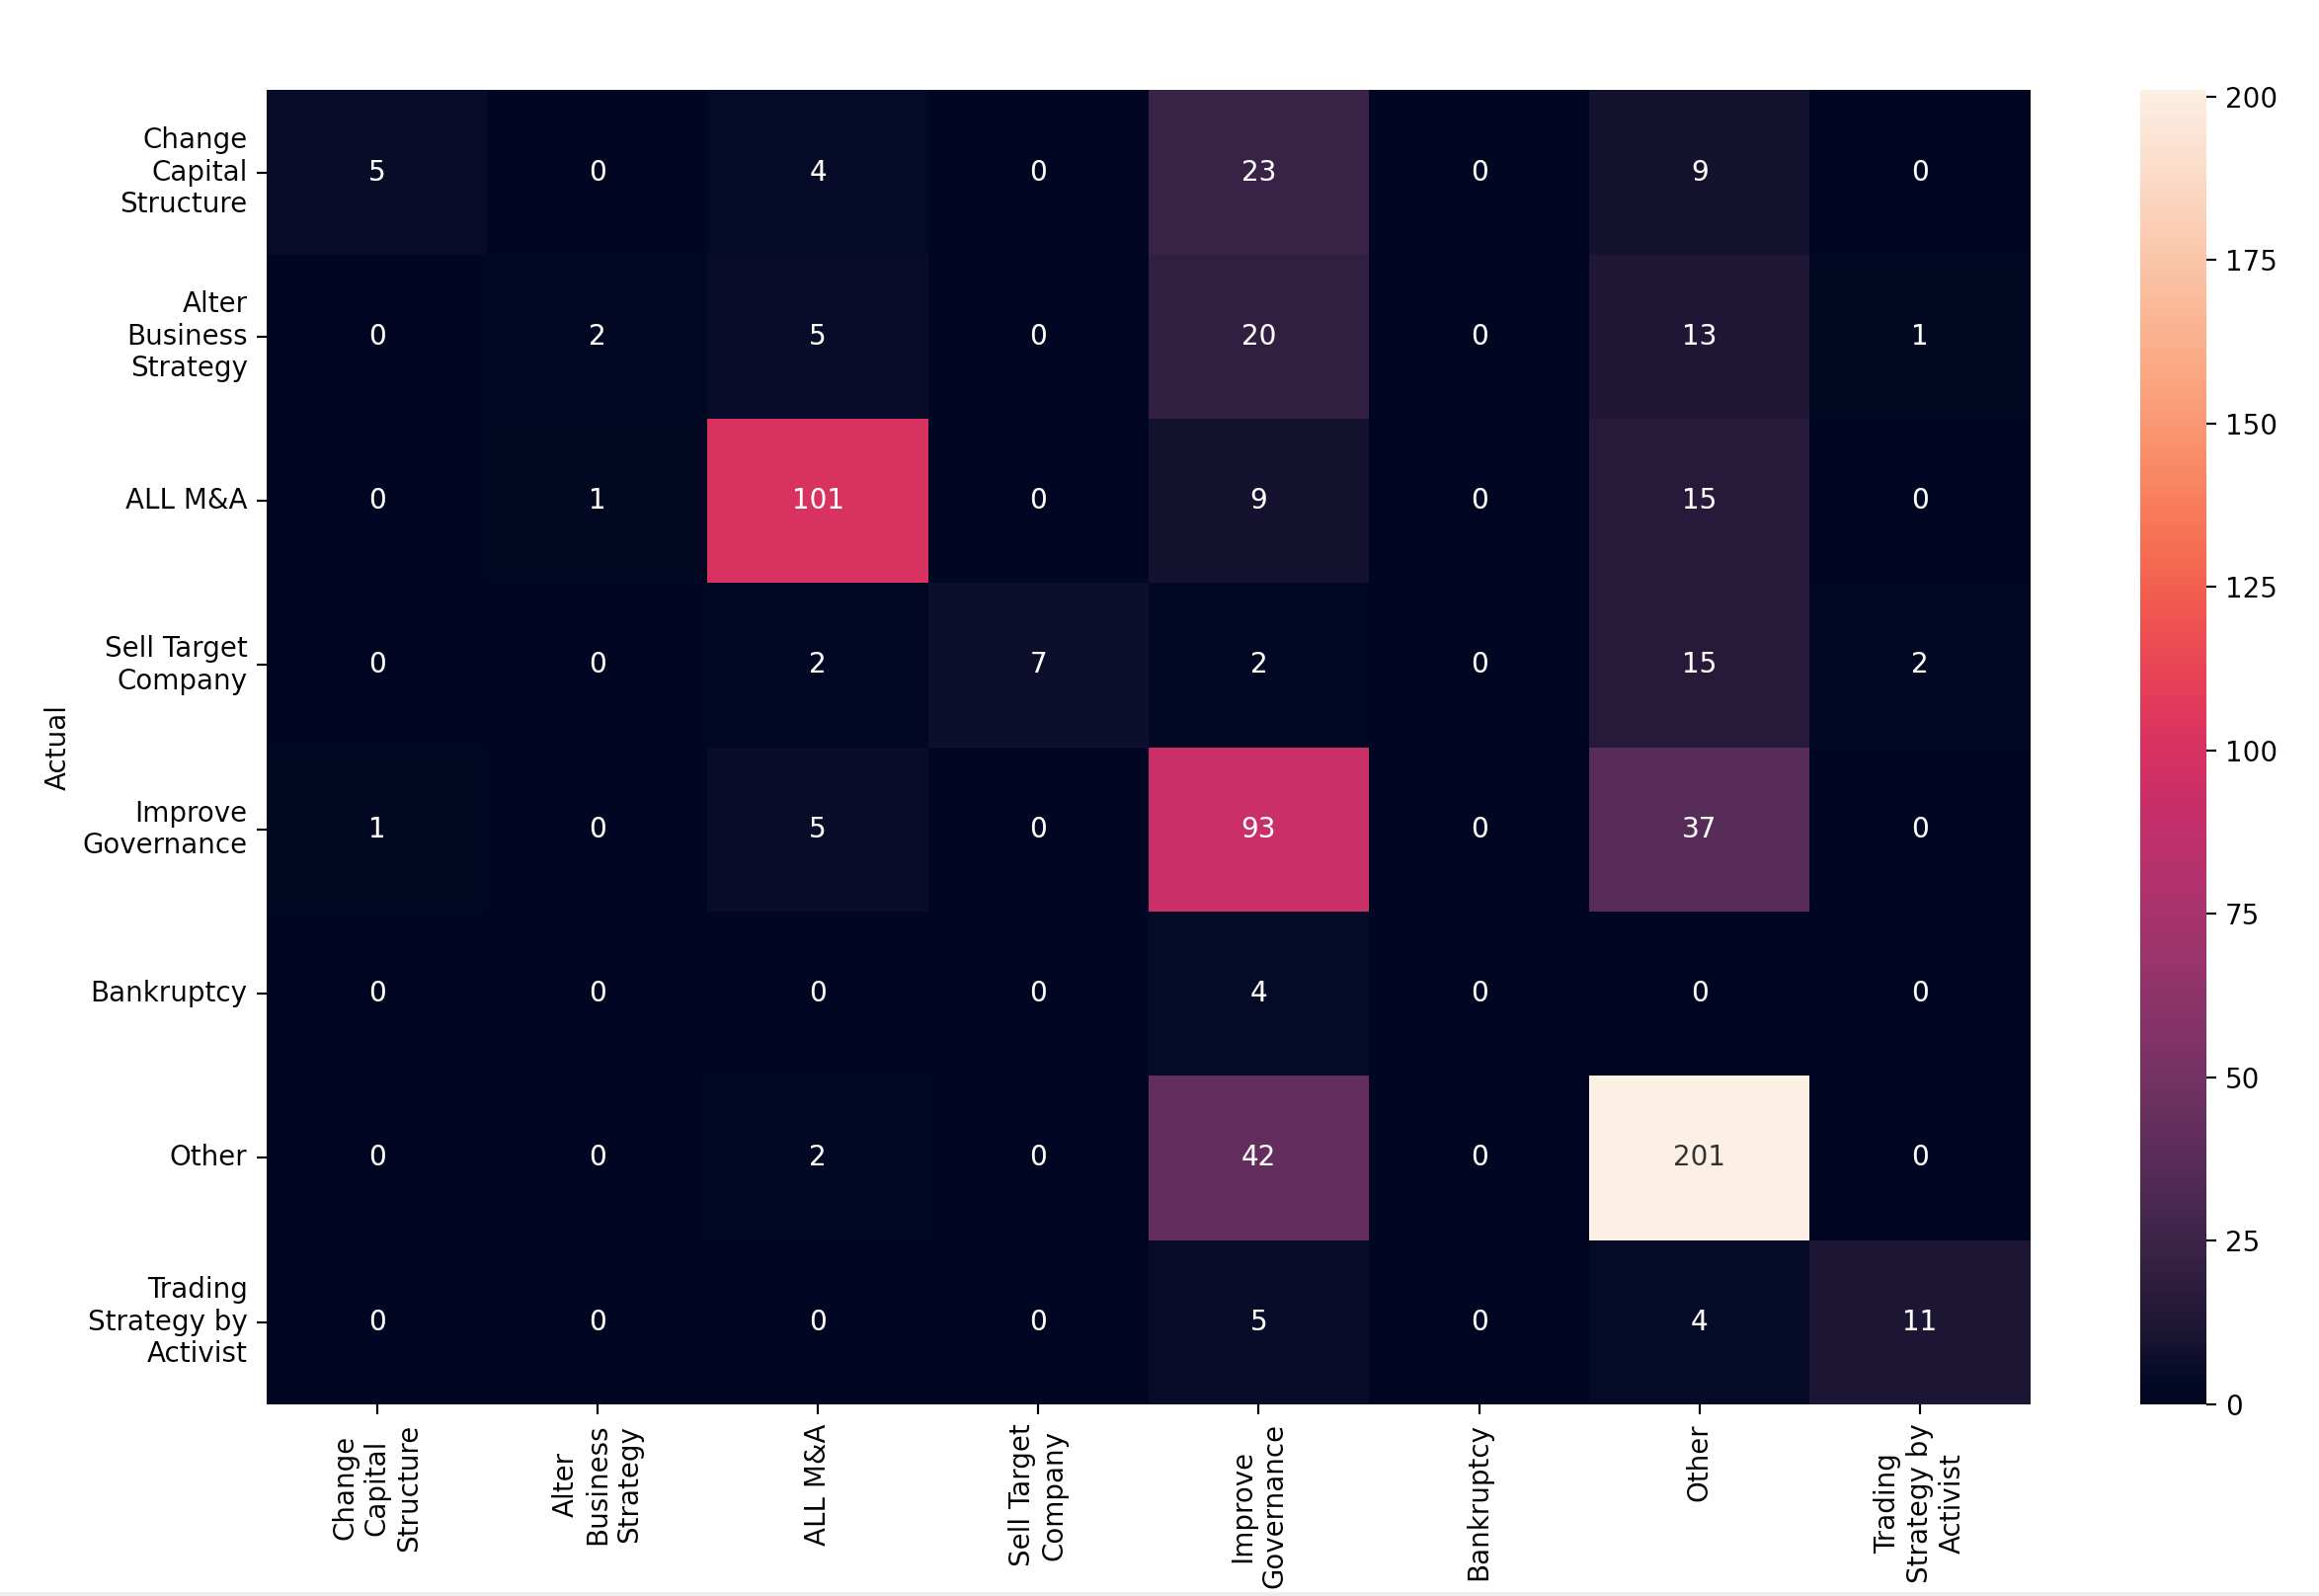 Change
Capital
Structure
5 0 4 0 23 0 9 0
Alter
Business
Strategy
0 2 5 0 20 0 13 1
ALL M&A
0 1 101 0 9 0 15 0
Sell Target
Company
0 0 2 7 2 0 15 2
Improve
Governance
1 0 5 0 93 0 37 0
Bankruptcy
0 0 0 0 4 0 0 0
Other
0 0 2 0 42 0 201 0
Trading
Strategy by
Activist
0 0 0 0 5 0 4 11
Actual
Change
Capital
Structure
Alter
Business
Strategy
ALL M&A
Sell Target
Company
Improve
Governance
Bankruptcy
Other
Trading
Strategy by
Activist
200
175
150
125
100
75
50
25
0